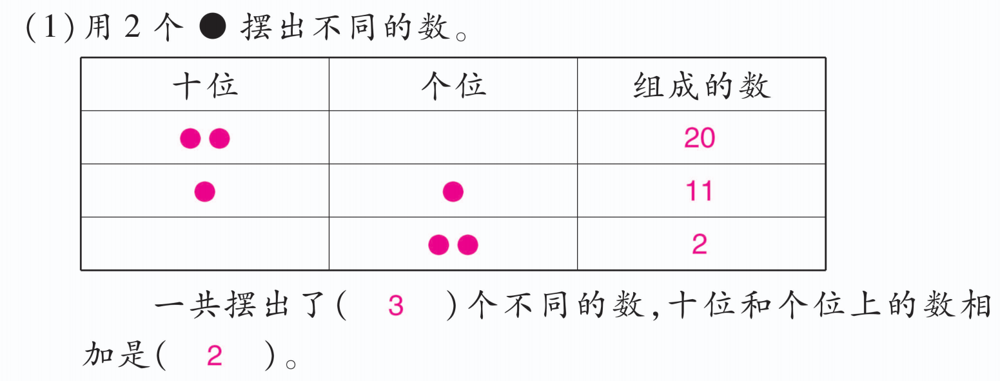 (1)用 2 个 ● 摆出不同的数。
十位 个位 组成的数
20
11
2
一共摆出了( 3 )个不同的数,十位和个位上的数相
加是( 2 )。